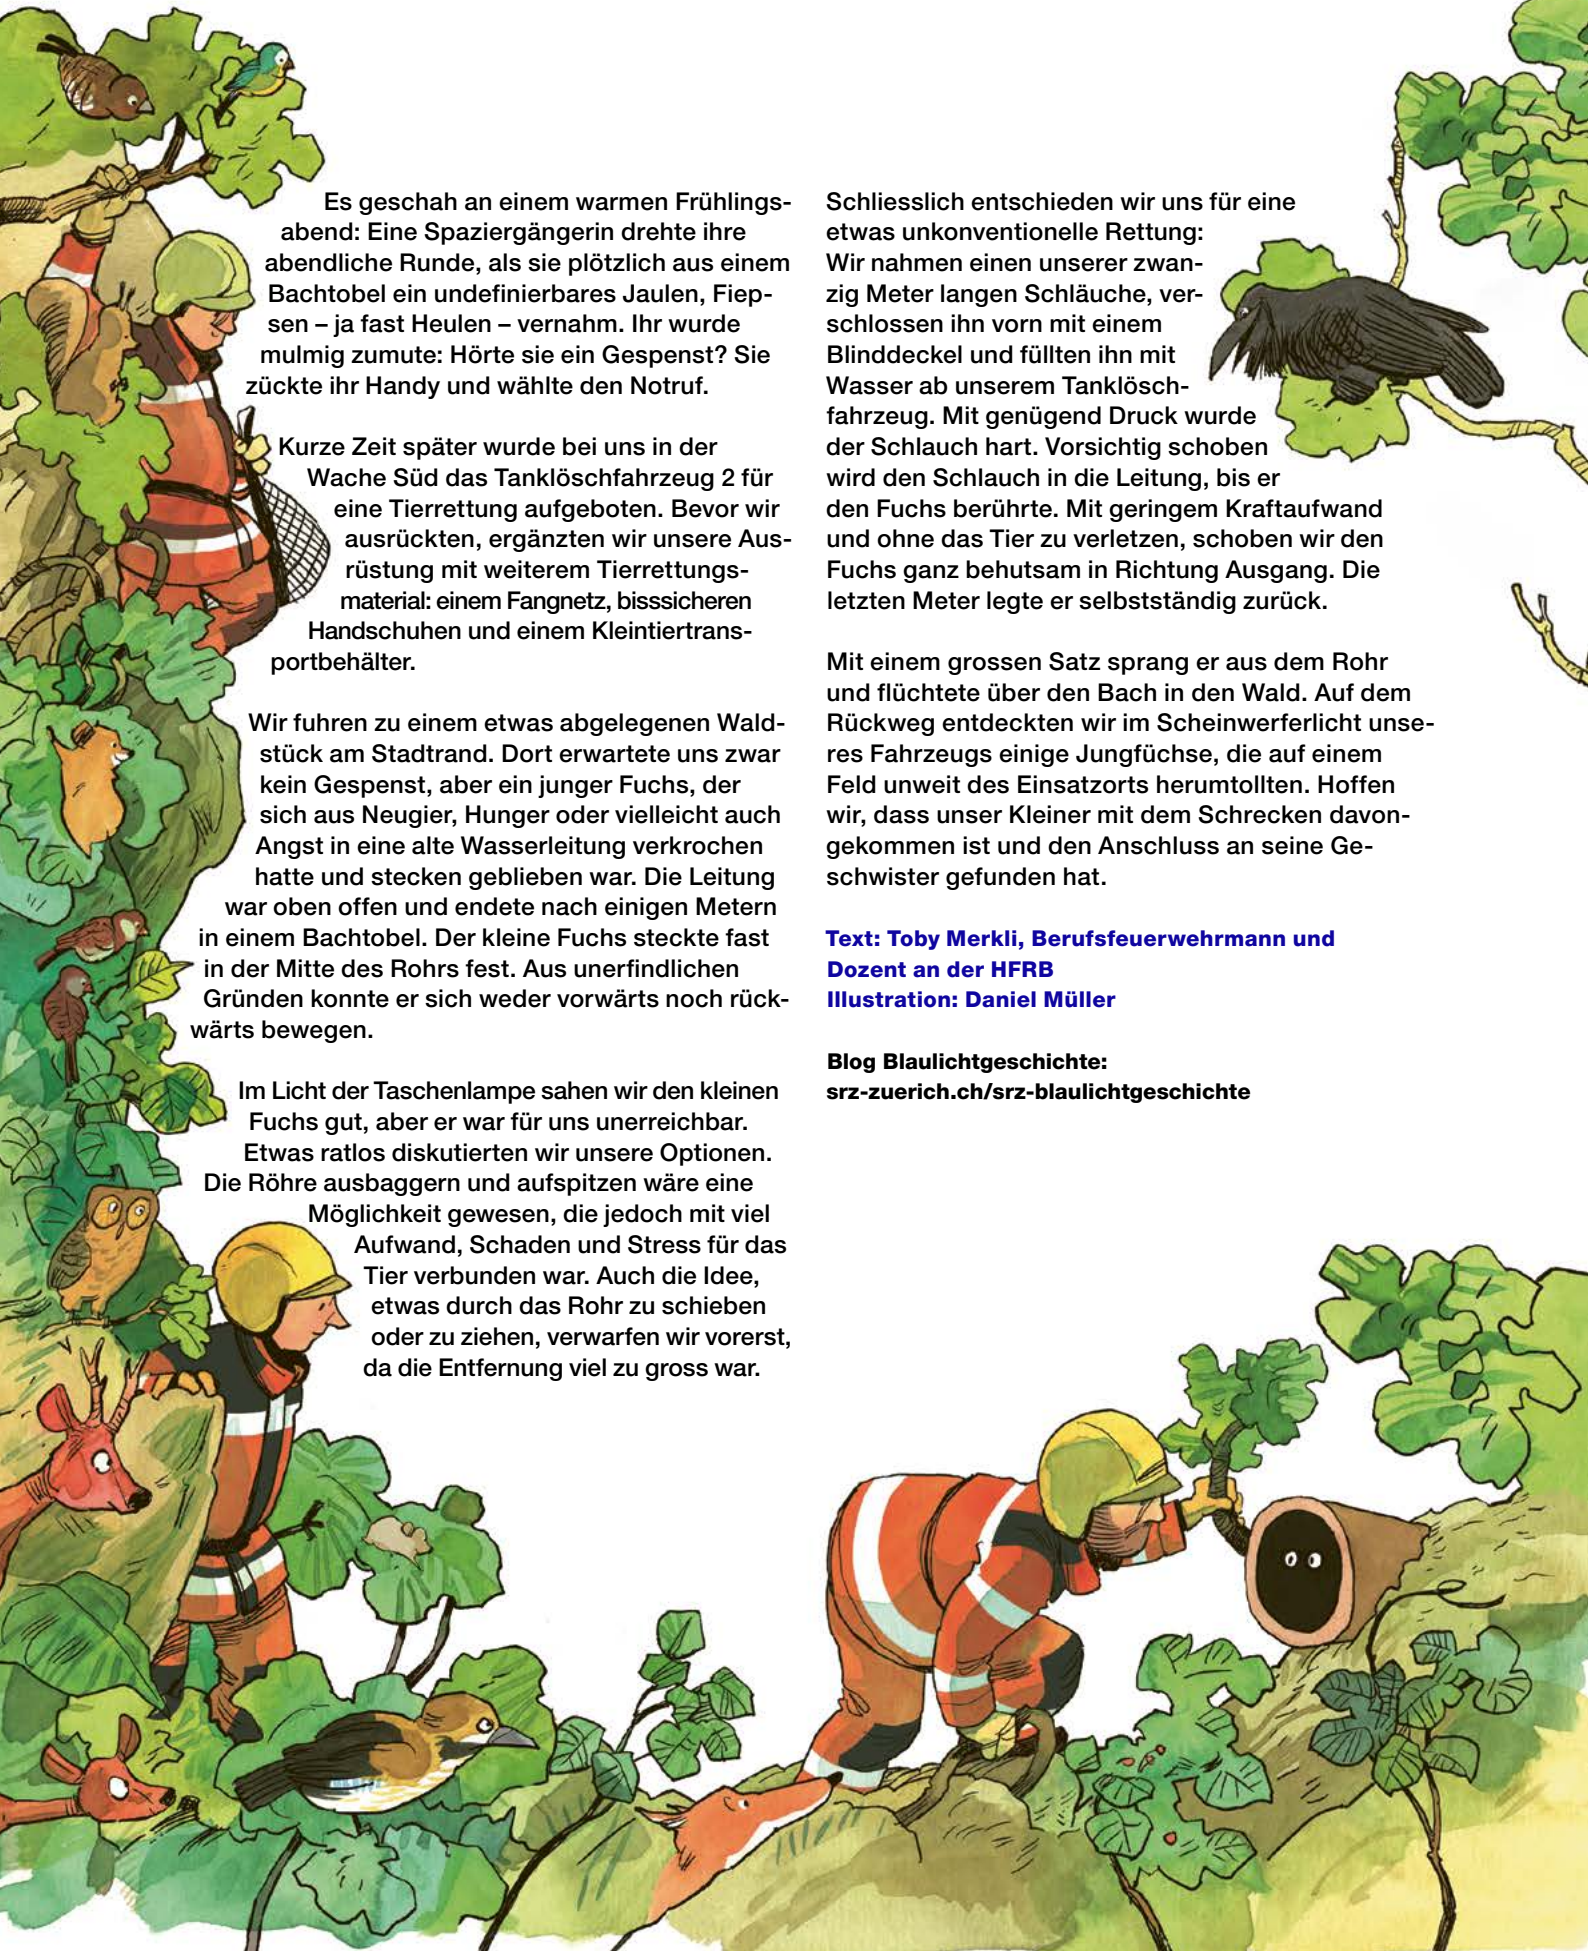 Es geschah an einem warmen Frühlings-
abend: Eine Spaziergängerin drehte ihre
abendliche Runde, als sie plötzlich aus einem
Bachtobel ein undefinierbares Jaulen, Fiep-
sen – ja fast Heulen – vernahm. Ihr wurde
mulmig zumute: Hörte sie ein Gespenst? Sie
zückte ihr Handy und wählte den Notruf.
Kurze Zeit später wurde bei uns in der
Wache Süd das Tanklöschfahrzeug 2 für
eine Tierrettung aufgeboten. Bevor wir
ausrückten, ergänzten wir unsere Aus-
rüstung mit weiterem Tierrettungs-
material: einem Fangnetz, bisssicheren
Handschuhen und einem Kleintiertrans-
portbehälter.
Wir fuhren zu einem etwas abgelegenen Wald-
stück am Stadtrand. Dort erwartete uns zwar
kein Gespenst, aber ein junger Fuchs, der
sich aus Neugier, Hunger oder vielleicht auch
Angst in eine alte Wasserleitung verkrochen
hatte und stecken geblieben war. Die Leitung
war oben offen und endete nach einigen Metern
in einem Bachtobel. Der kleine Fuchs steckte fast
in der Mitte des Rohrs fest. Aus unerfindlichen
Gründen konnte er sich weder vorwärts noch rück-
wärts bewegen.
Im Licht der Taschenlampe sahen wir den kleinen
Fuchs gut, aber er war für uns unerreichbar.
Etwas ratlos diskutierten wir unsere Optionen.
Die Röhre ausbaggern und aufspitzen wäre eine
Möglichkeit gewesen, die jedoch mit viel
Aufwand, Schaden und Stress für das
Tier verbunden war. Auch die Idee,
etwas durch das Rohr zu schieben
oder zu ziehen, verwarfen wir vorerst,
da die Entfernung viel zu gross war.
Schliesslich entschieden wir uns für eine
etwas unkonventionelle Rettung:
Wir nahmen einen unserer zwan-
zig Meter langen Schläuche, ver-
schlossen ihn vorn mit einem
Blinddeckel und füllten ihn mit
Wasser ab unserem Tanklösch-
fahrzeug. Mit genügend Druck wurde
der Schlauch hart. Vorsichtig schoben
wird den Schlauch in die Leitung, bis er
den Fuchs berührte. Mit geringem Kraftaufwand
und ohne das Tier zu verletzen, schoben wir den
Fuchs ganz behutsam in Richtung Ausgang. Die
letzten Meter legte er selbstständig zurück.
Mit einem grossen Satz sprang er aus dem Rohr
und flüchtete über den Bach in den Wald. Auf dem
Rückweg entdeckten wir im Scheinwerferlicht unse-
res Fahrzeugs einige Jungfüchse, die auf einem
Feld unweit des Einsatzorts herumtollten. Hoffen
wir, dass unser Kleiner mit dem Schrecken davon-
gekommen ist und den Anschluss an seine Ge-
schwister gefunden hat.
Text: Toby Merkli, Berufsfeuerwehrmann und
Dozent an der HFRB
Illustration: Daniel Müller
Blog Blaulichtgeschichte:
srz-zuerich.ch/srz-blaulichtgeschichte